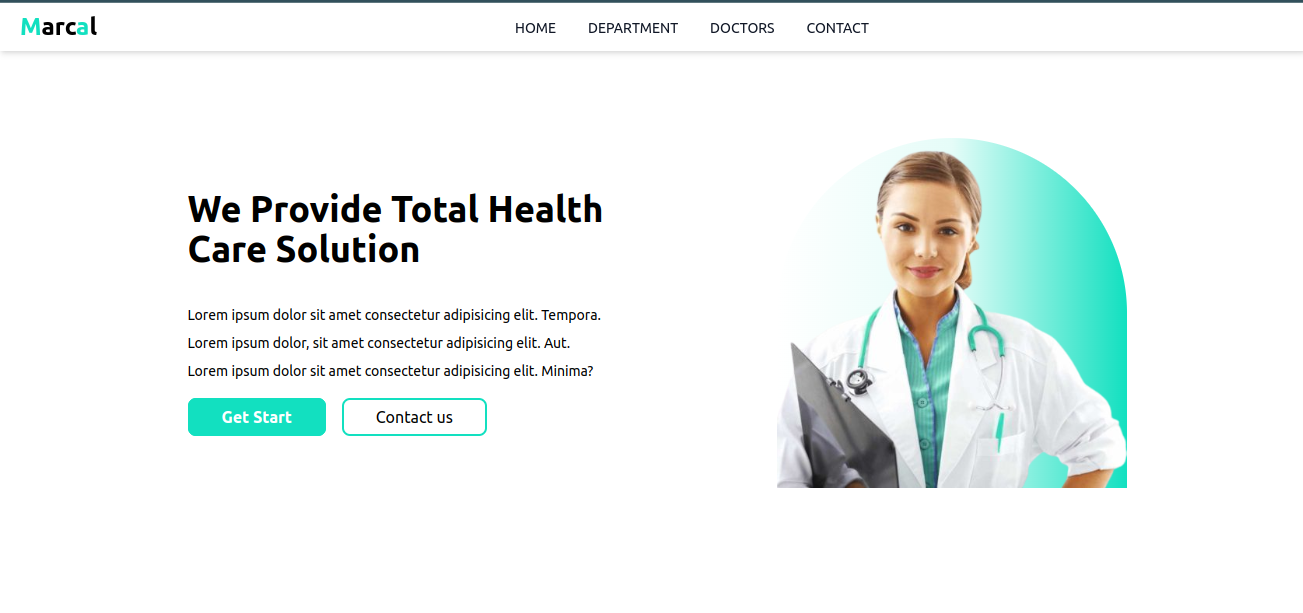 Marcal
HOME DEPARTMENT DOCTORS CONTACT
We Provide Total Health
Care Solution
Lorem ipsum dolor sit amet consectetur adipisicing elit. Tempora.
Lorem ipsum dolor, sit amet consectetur adipisicing elit. Aut.
Lorem ipsum dolor sit amet consectetur adipisicing elit. Minima?
Get Start Contact us